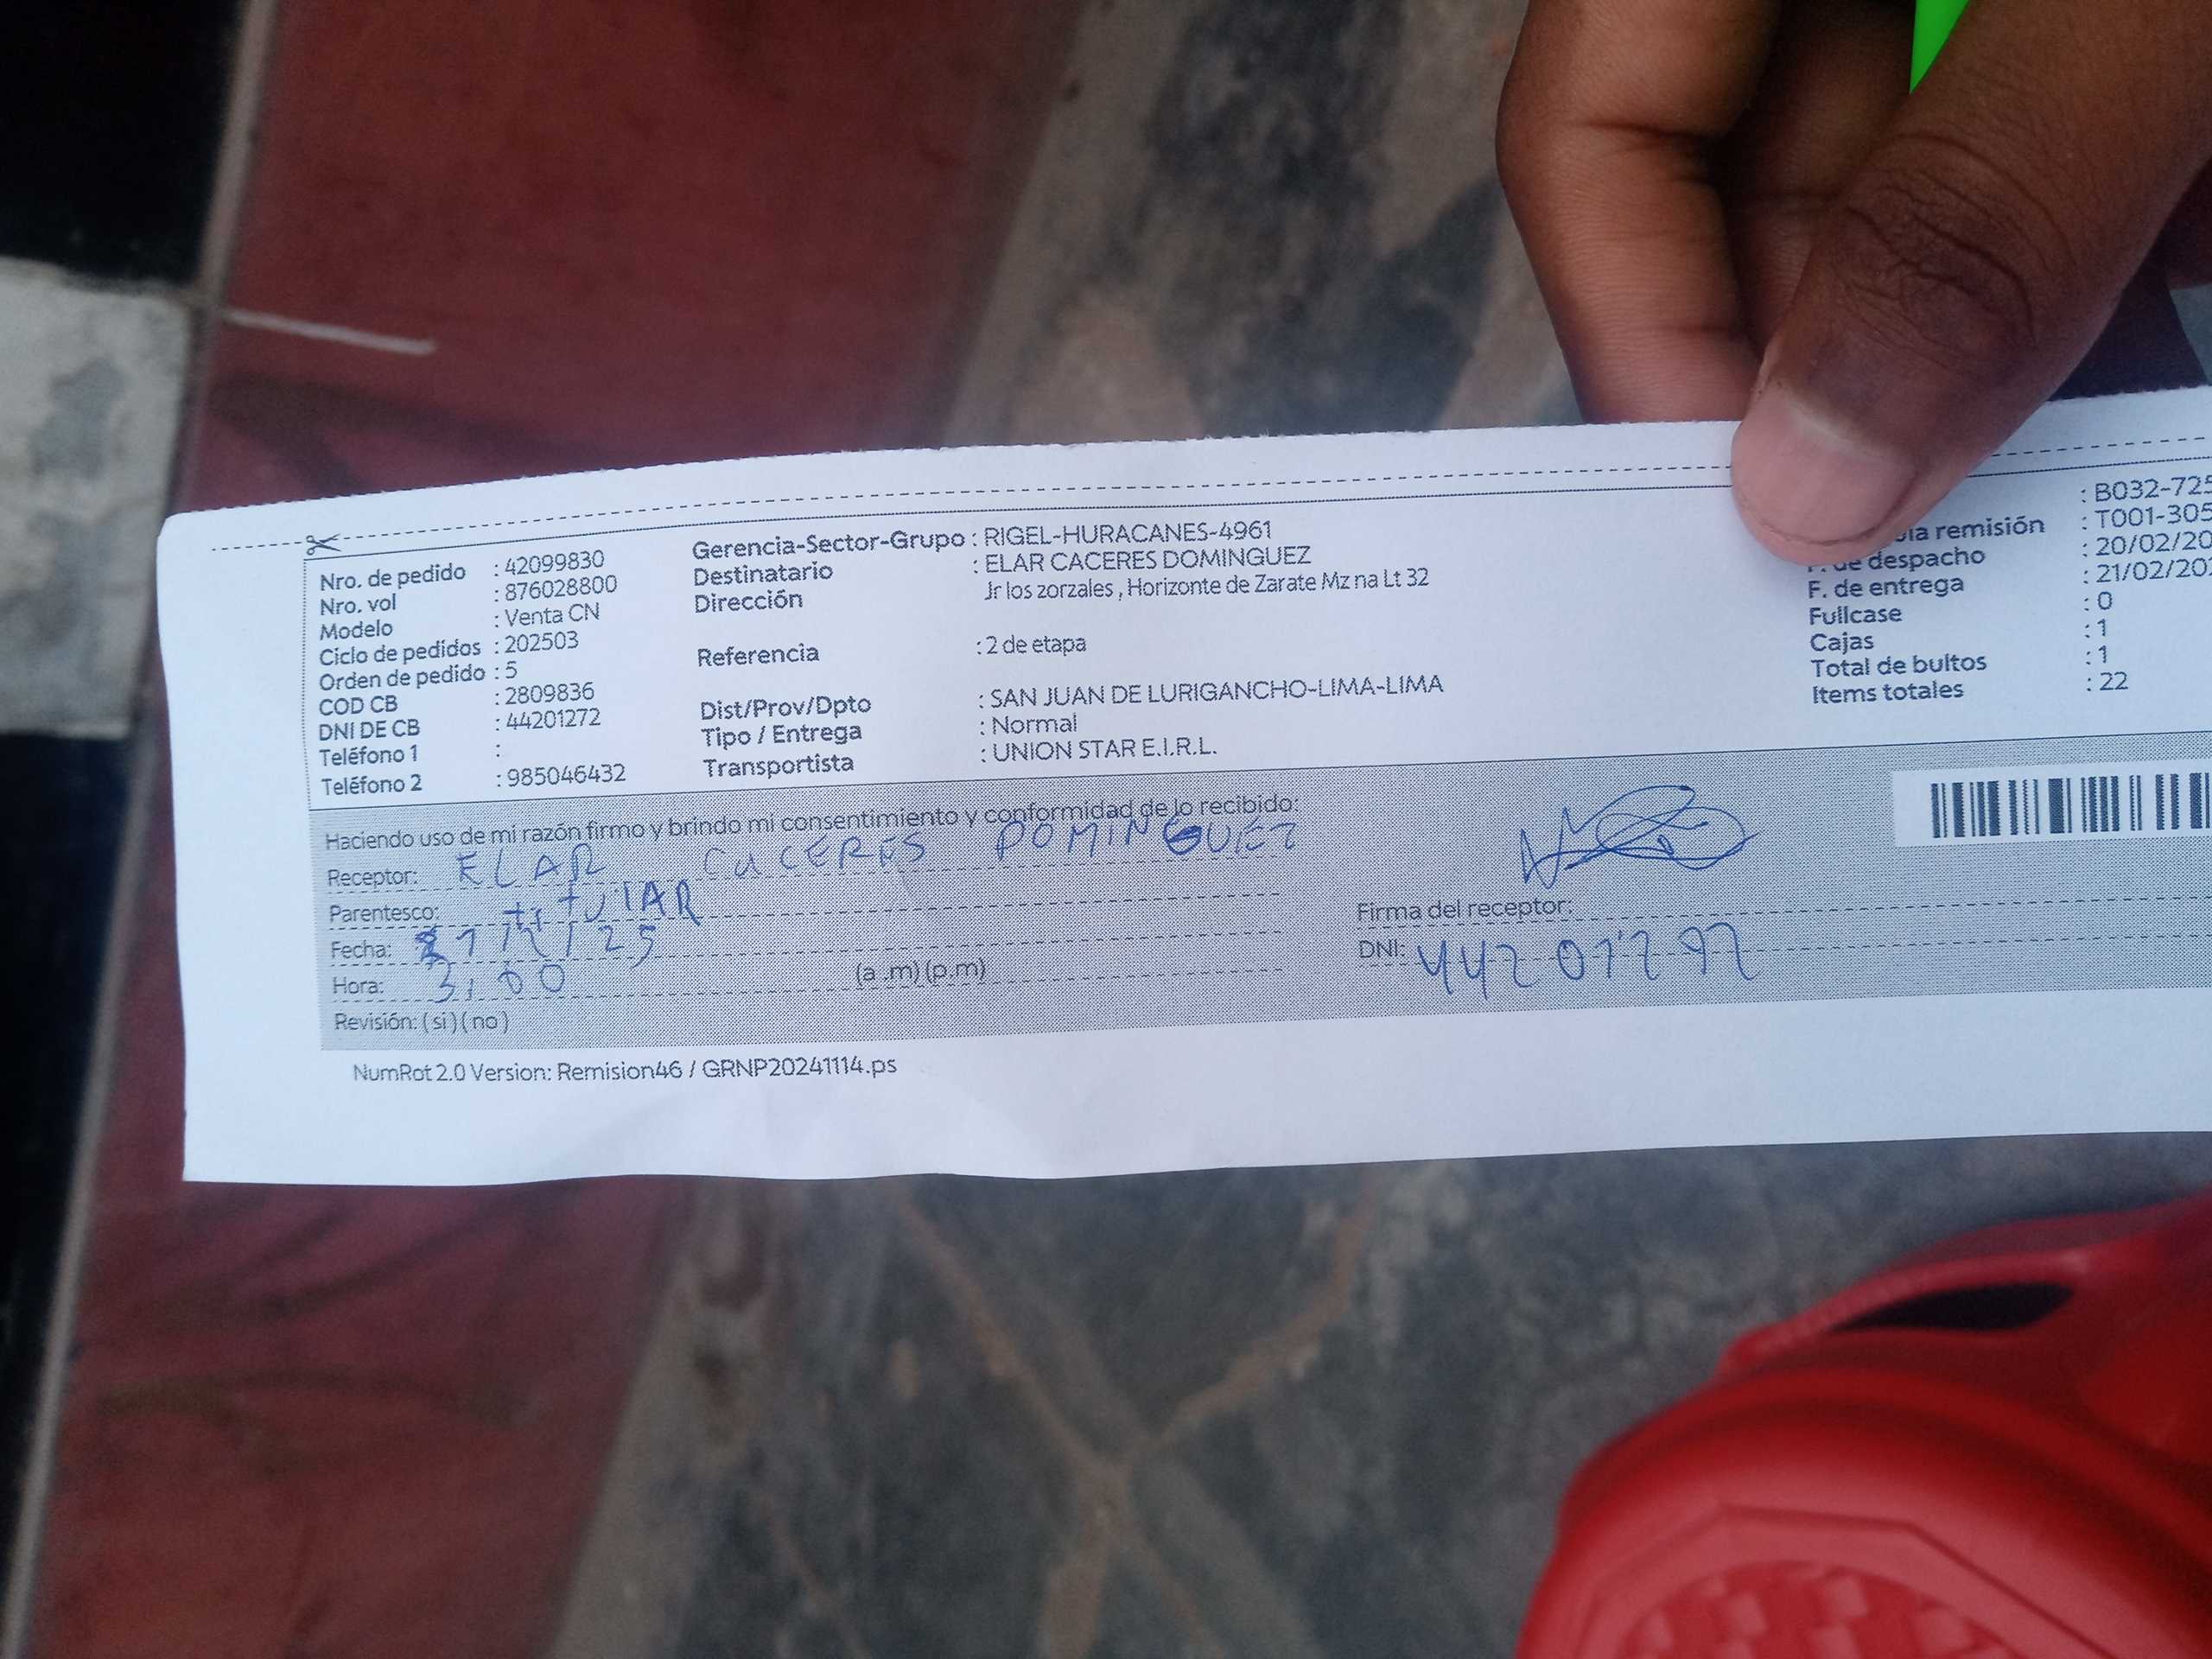 Nro. de pedido : 42099830
Nro. vol : 876028800
Modelo : Venta CN
Ciclo de pedidos : 202503
Orden de pedido : 5
COD CB : 2809836
DNI DE CB : 44201272
Teléfono 1 :
Teléfono 2 : 985046432
Gerencia-Sector-Grupo : RIGEL-HURACANES-4961
Destinatario : ELAR CACERES DOMINGUEZ
Dirección Jr los zorzales , Horizonte de Zarate Mz na Lt 32
Referencia : 2 de etapa
Dist/Prov/Dpto : SAN JUAN DE LURIGANCHO-LIMA-LIMA
Tipo / Entrega : Normal
Transportista : UNION STAR E.I.R.L.
: B032-725
remisión : T001-305
de despacho : 20/02/20
F. de entrega : 21/02/20
Fullcase : 0
Cajas : 1
Total de bultos : 1
Items totales : 22
Haciendo uso de mi razón firmo y brindo mi consentimiento y conformidad de lo recibido:
Receptor: ELAR CaCERES DOMINGUEZ
Parentesco: titulAR
Fecha: 21/2/25
Hora: 3:00 (a .m) (p.m)
Revisión: ( si ) ( no )
Firma del receptor:
DNI:
NumRot 2.0 Version: Remision46 / GRNP20241114.ps